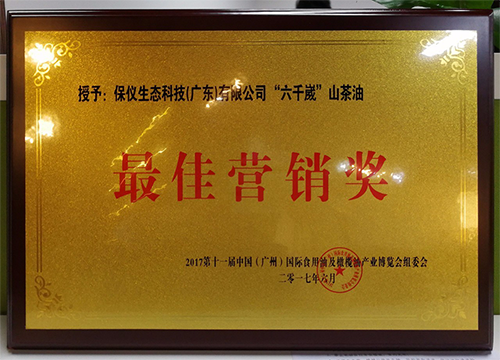 授予：保仪生态科技(广东)有限公司“六千崴”山茶油
最佳营销奖
2017第十一届中国（广州）国际食用油及橄榄油产业博览会组委会
二零一七年六月